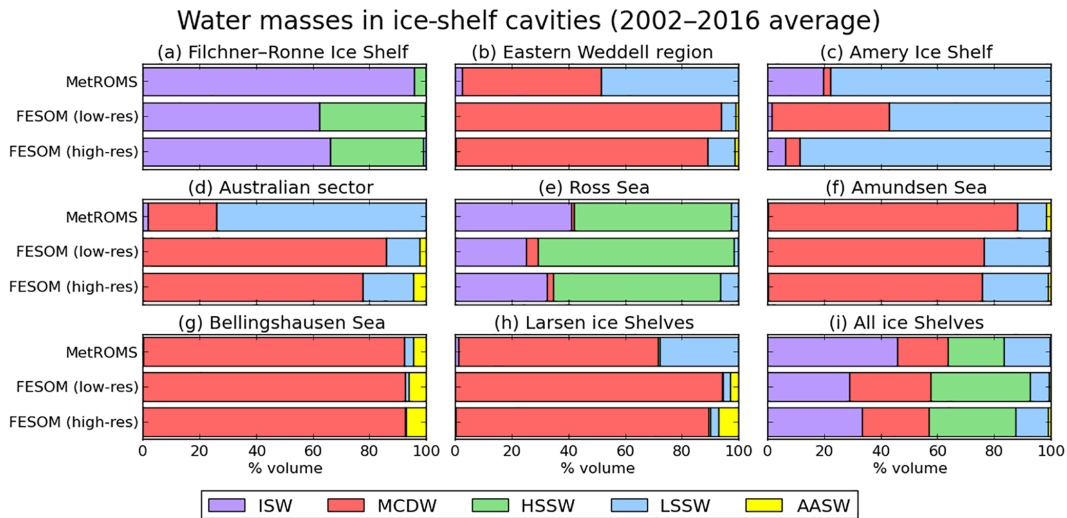 Water masses in ice-shelf cavities (2002–2016 average)
(a) Filchner–Ronne Ice Shelf
(b) Eastern Weddell region
(c) Amery Ice Shelf
MetROMS
FESOM (low-res)
FESOM (high-res)
(d) Australian sector
(e) Ross Sea
(f) Amundsen Sea
MetROMS
FESOM (low-res)
FESOM (high-res)
(g) Bellingshausen Sea
(h) Larsen ice Shelves
(i) All ice Shelves
MetROMS
FESOM (low-res)
FESOM (high-res)
0 20 40 60 80 100
0 20 40 60 80 100
0 20 40 60 80 100
% volume
% volume
% volume
ISW MCDW HSSW LSSW AASW